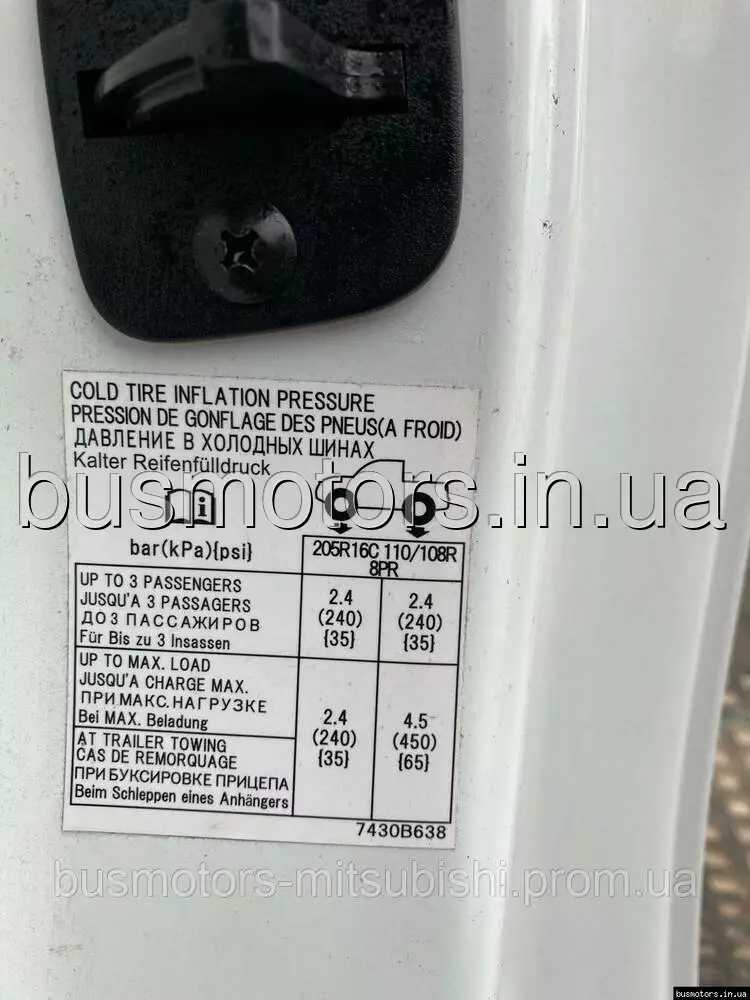 COLD TIRE INFLATION PRESSURE
PRESSION DE GONFLAGE DES PNEUS(A FROID)
ДАВЛЕНИЕ В ХОЛОДНЫХ ШИНАХ
Kalter Reifenfülldruck
busmotors.in.ua
i
bar(kPa){psi}
205R16C 110/108R
8PR
UP TO 3 PASSENGERS
JUSQU'A 3 PASSAGERS
ДО 3 ПАССАЖИРОВ
Für Bis zu 3 Insassen
2.4 2.4
(240) (240)
{35} {35}
UP TO MAX. LOAD
JUSQU'A CHARGE MAX.
ПРИ МАКС. НАГРУЗКЕ
Bei MAX. Beladung
AT TRAILER TOWING
CAS DE REMORQUAGE
ПРИ БУКСИРОВКЕ ПРИЦЕПА
Beim Schleppen eines Anhängers
2.4 4.5
(240) (450)
{35} {65}
7430B638
busmotors-mitsubishi.prom.ua
busmotors.in.ua